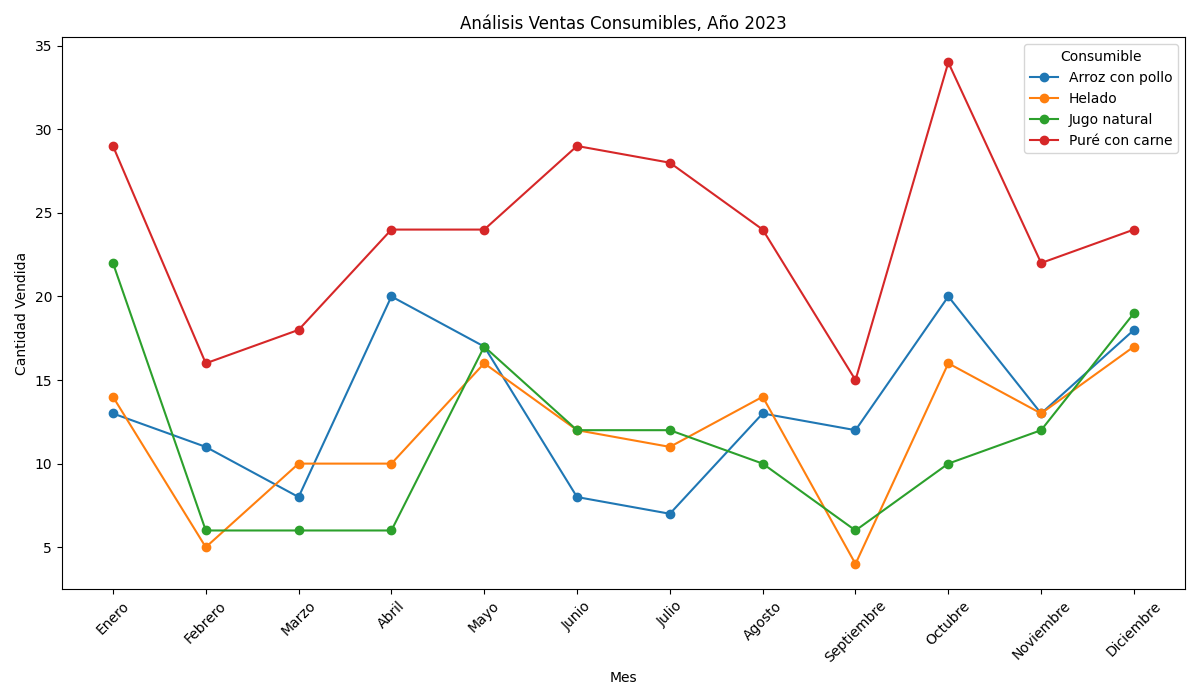 Análisis Ventas Consumibles, Año 2023
Consumible
Arroz con pollo
Helado
Jugo natural
Puré con carne
Cantidad Vendida
35
30
25
20
15
10
5
Enero
Febrero
Marzo
Abril
Mayo
Junio
Julio
Agosto
Septiembre
Octubre
Noviembre
Diciembre
Mes